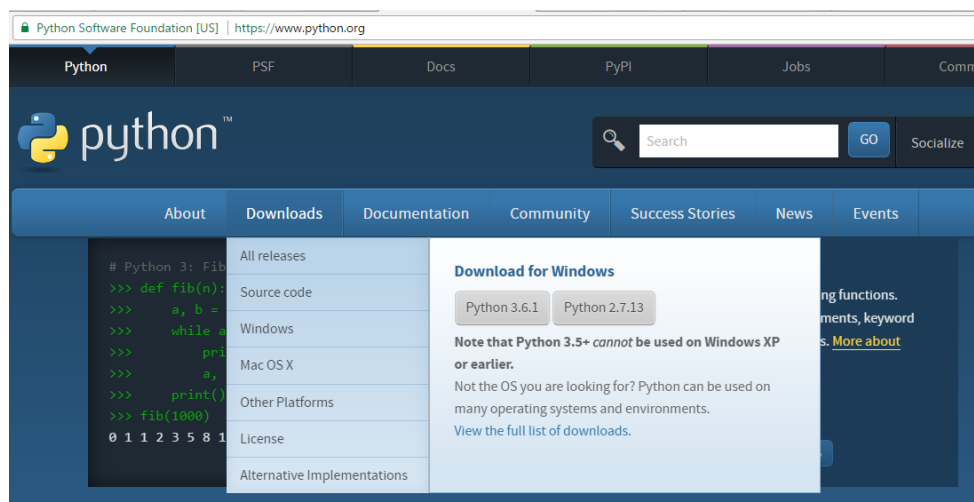 Python Software Foundation [US] | https://www.python.org
Python PSF Docs PyPI Jobs Comm
python™
Search GO Socialize
About Downloads Documentation Community Success Stories News Events
# Python 3: Fib
>>> def fib(n):
>>> a, b =
>>> while a
>>> pri
>>> a,
>>> print()
>>> fib(1000)
0 1 1 2 3 5 8 1
All releases
Source code
Windows
Mac OS X
Other Platforms
License
Alternative Implementations
Download for Windows
Python 3.6.1 Python 2.7.13
Note that Python 3.5+ cannot be used on Windows XP
or earlier.
Not the OS you are looking for? Python can be used on
many operating systems and environments.
View the full list of downloads.
ng functions.
ments, keyword
s. More about